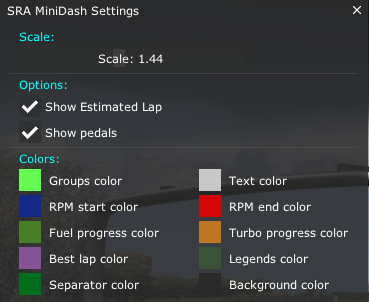 SRA MiniDash Settings
Scale:
Scale: 1.44
Options:
Show Estimated Lap
Show pedals
Colors:
Groups color
Text color
RPM start color
RPM end color
Fuel progress color
Turbo progress color
Best lap color
Legends color
Separator color
Background color